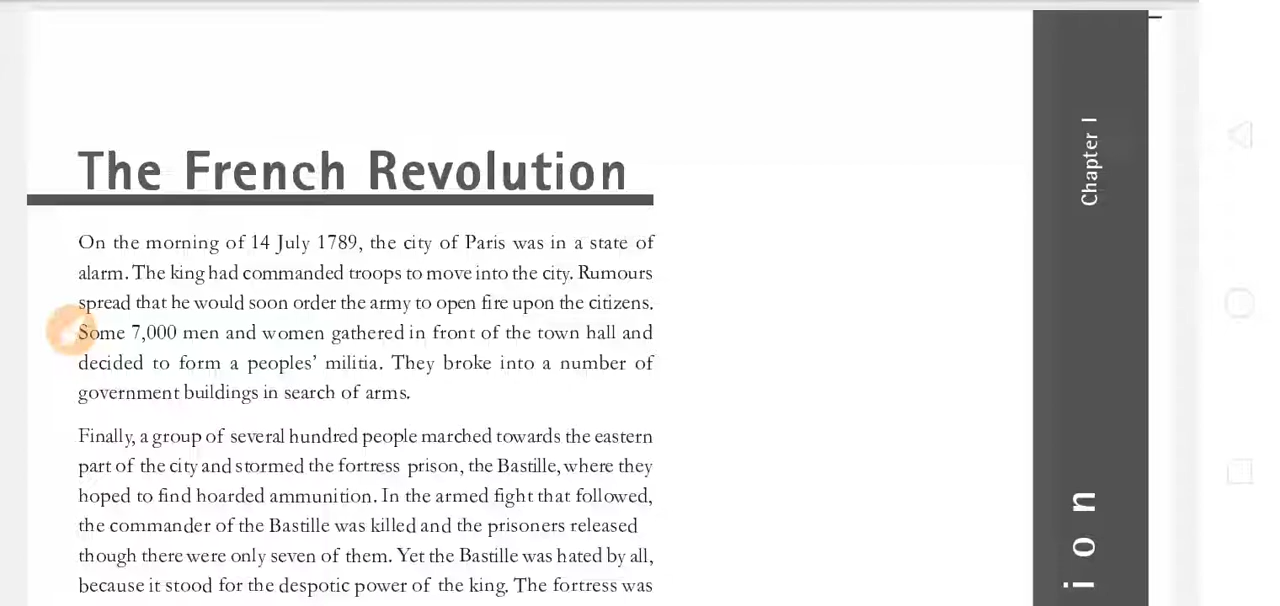 The French Revolution
On the morning of 14 July 1789, the city of Paris was in a state of
alarm. The king had commanded troops to move into the city. Rumours
spread that he would soon order the army to open fire upon the citizens.
Some 7,000 men and women gathered in front of the town hall and
decided to form a peoples’ militia. They broke into a number of
government buildings in search of arms.
Finally, a group of several hundred people marched towards the eastern
part of the city and stormed the fortress prison, the Bastille, where they
hoped to find hoarded ammunition. In the armed fight that followed,
the commander of the Bastille was killed and the prisoners released
though there were only seven of them. Yet the Bastille was hated by all,
because it stood for the despotic power of the king. The fortress was
Chapter I
ion